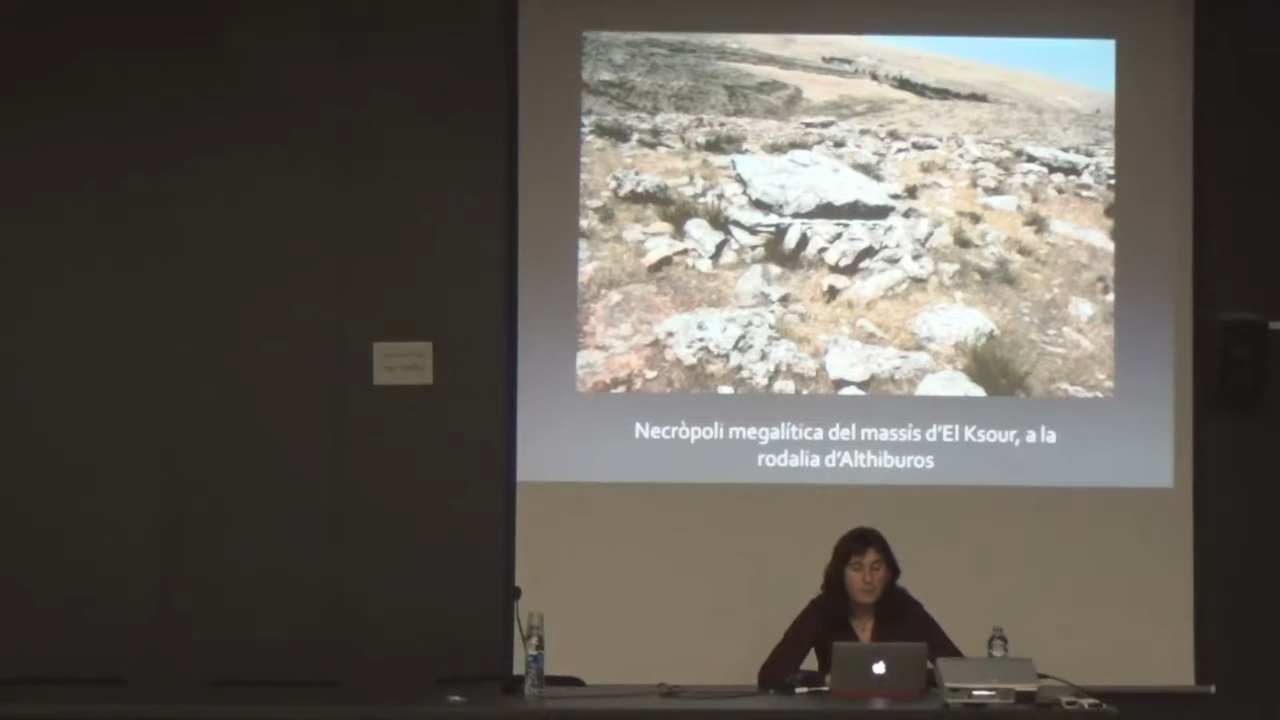 Necròpoli megalítica del massís d'El Ksour, a la
rodalia d'Althiburos